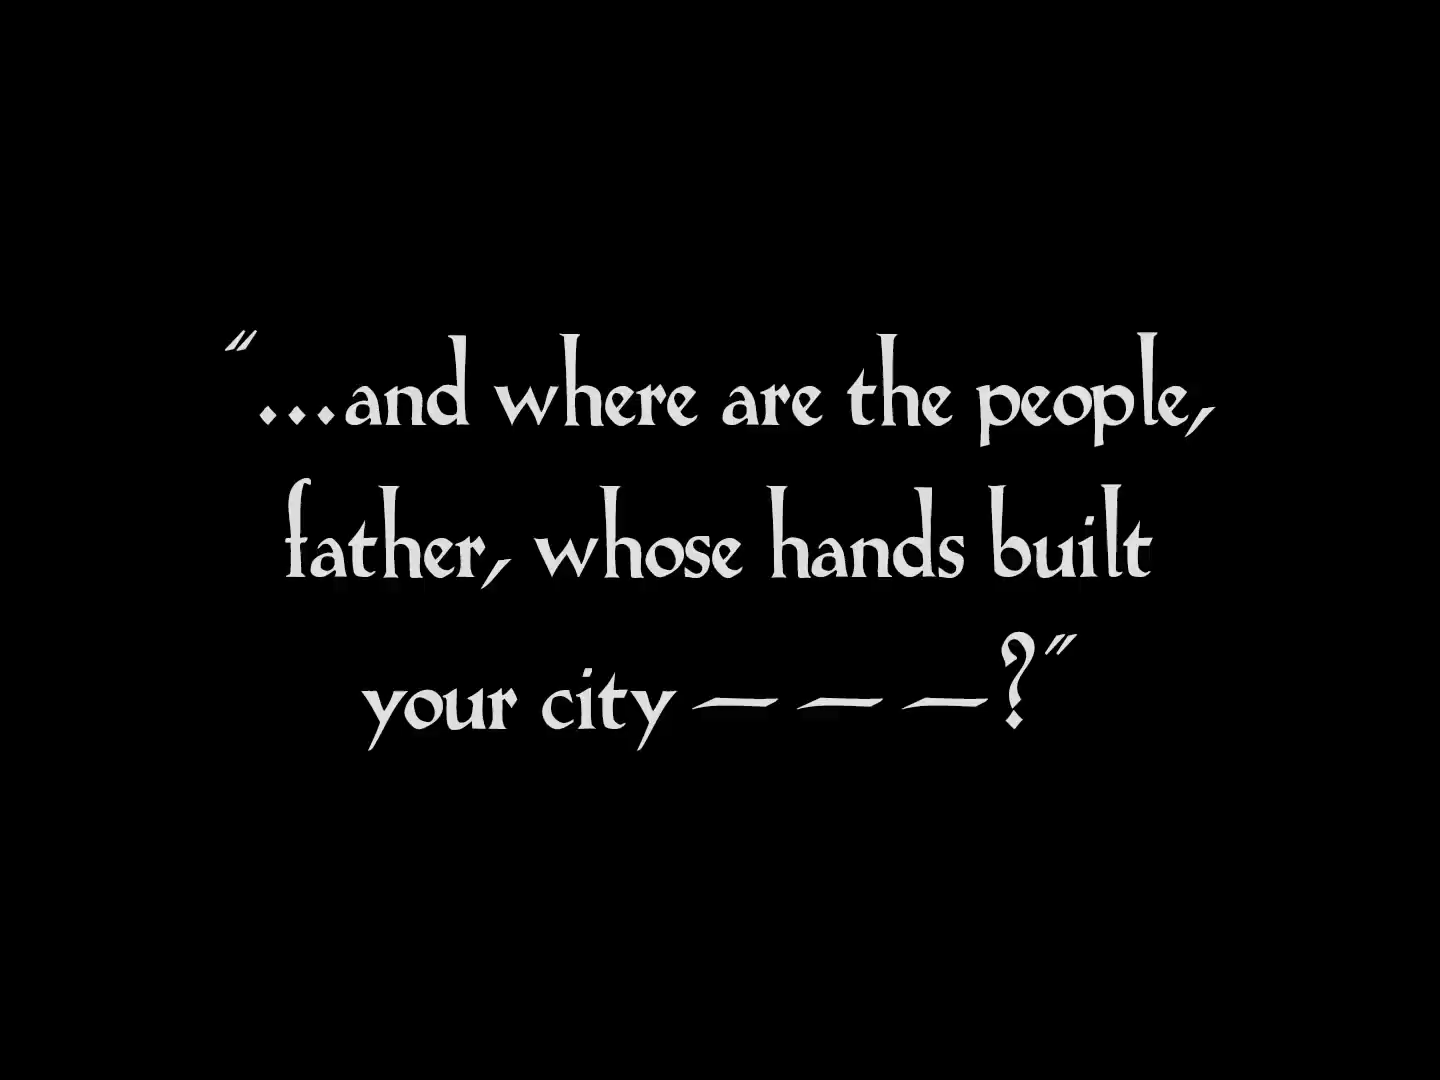 "...and where are the people,
father, whose hands built
your city — — —?"